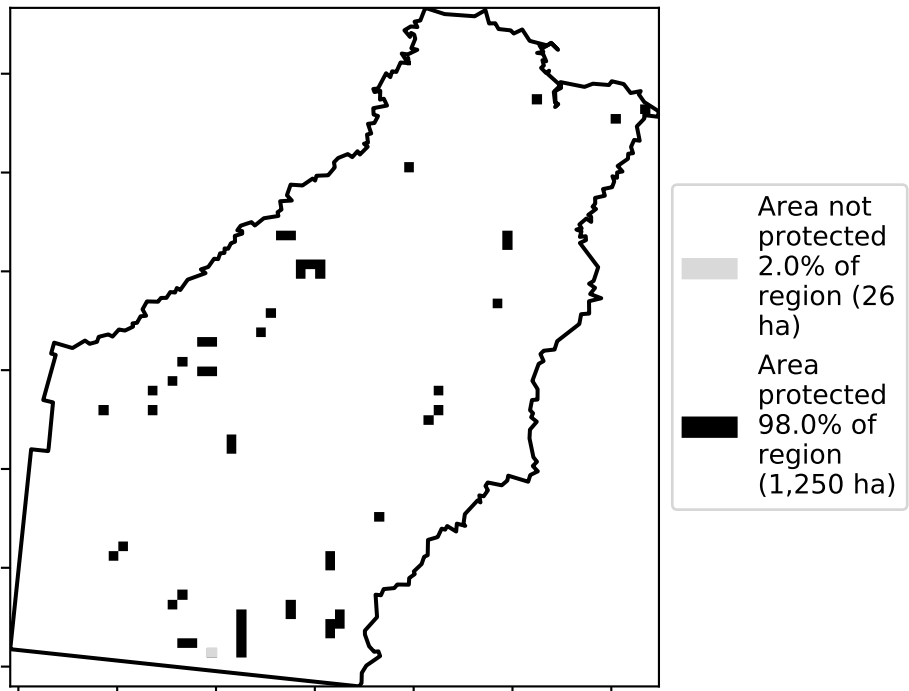 Area not
protected
2.0% of
region (26
ha)
Area
protected
98.0% of
region
(1,250 ha)